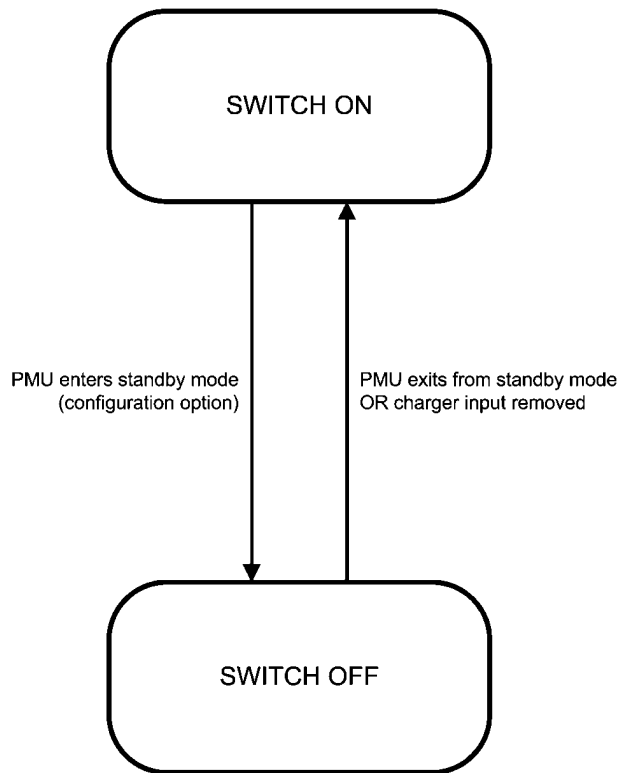 SWITCH ON
PMU enters standby mode
(configuration option)
PMU exits from standby mode
OR charger input removed
SWITCH OFF